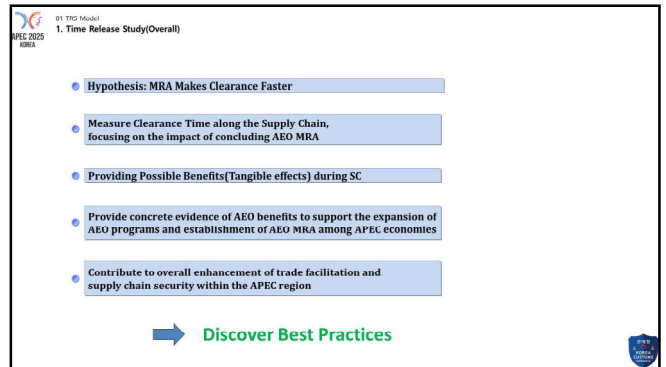 APEC 2025
KOREA
01 TRS Model
1. Time Release Study(Overall)
Hypothesis: MRA Makes Clearance Faster
Measure Clearance Time along the Supply Chain,
focusing on the impact of concluding AEO MRA
Providing Possible Benefits(Tangible effects) during SC
Provide concrete evidence of AEO benefits to support the expansion of
AEO programs and establishment of AEO MRA among APEC economies
Contribute to overall enhancement of trade facilitation and
supply chain security within the APEC region
Discover Best Practices
관세청
KOREA
CUSTOMS